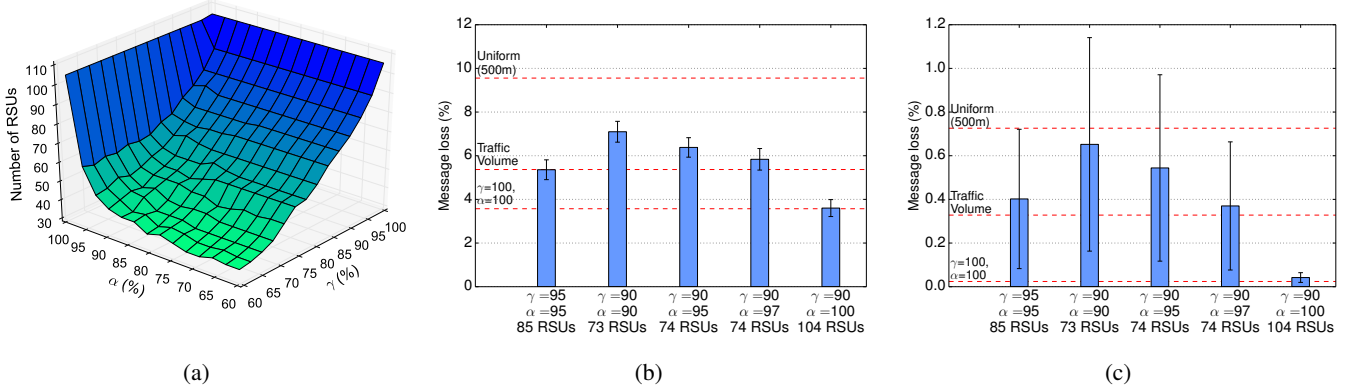 110
100
90
80
70
60
50
40
30
Number of RSUs
100
95
90
85
80
75
70
65
60
α (%)
60
65
70
75
80
85
90
95
100
γ (%)
(a)
12
10
8
6
4
2
0
Message loss (%)
Uniform
(500m)
Traffic
Volume
γ=100,
α=100
γ =95
α =95
85 RSUs
γ =90
α =90
73 RSUs
γ =90
α =95
74 RSUs
γ =90
α =97
74 RSUs
γ =90
α =100
104 RSUs
(b)
1.2
1.0
0.8
0.6
0.4
0.2
0.0
Message loss (%)
Uniform
(500m)
Traffic
Volume
γ=100,
α=100
γ =95
α =95
85 RSUs
γ =90
α =90
73 RSUs
γ =90
α =95
74 RSUs
γ =90
α =97
74 RSUs
γ =90
α =100
104 RSUs
(c)